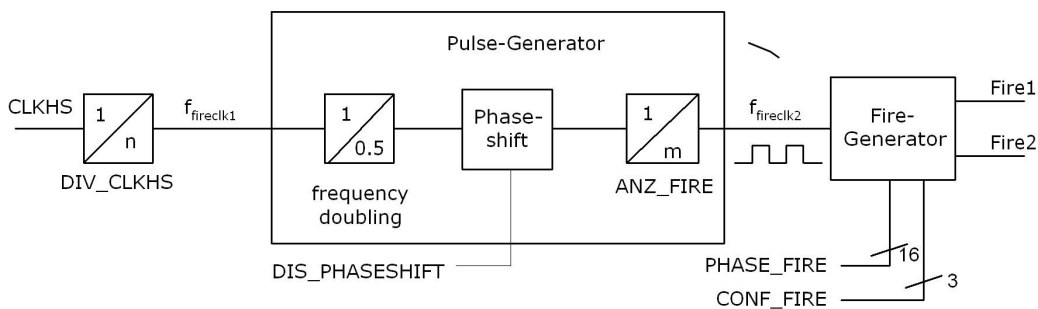 Pulse-Generator
CLKHS
1
n
DIV_CLKHS
ffireclk1
1
0.5
frequency
doubling
Phase-
shift
DIS_PHASESHIFT
1
m
ANZ_FIRE
ffireclk2
Fire-
Generator
Fire1
Fire2
PHASE_FIRE
16
CONF_FIRE
3